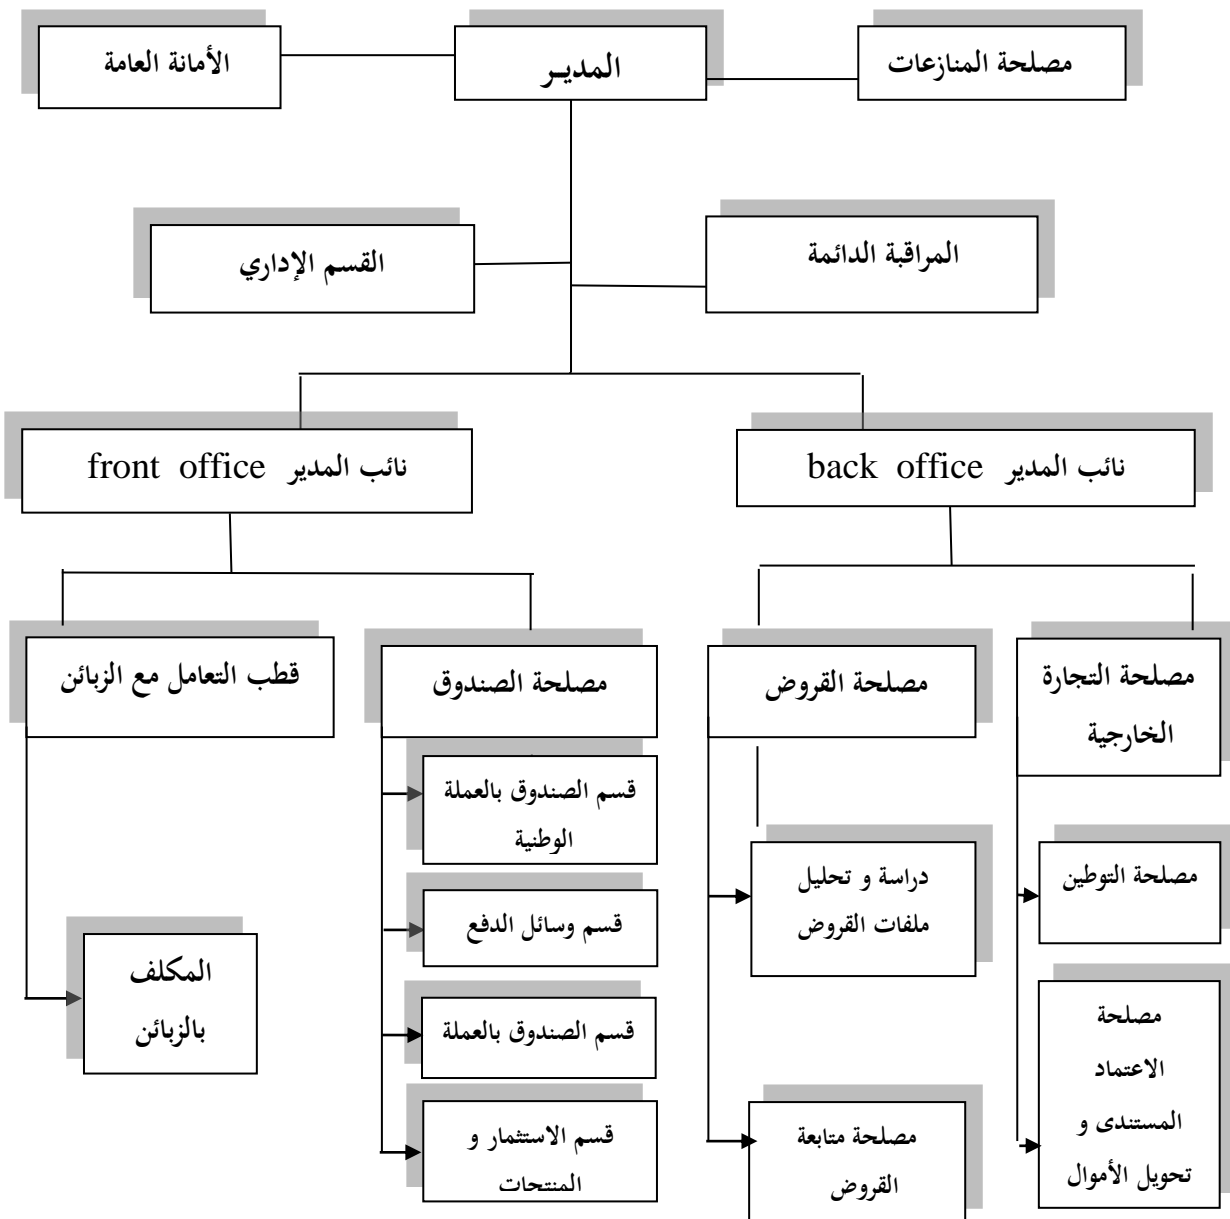 مصلحة المنازعات
المديـر
الأمانة العامة
المراقبة الدائمة
القسم الإداري
نائب المدير back office
نائب المدير front office
مصلحة التجارة
الخارجية
مصلحة القروض
مصلحة الصندوق
قطب التعامل مع الزبائن
مصلحة التوطين
مصلحة
الاعتماد
المستندى و
تحويل الأموال
دراسة و تحليل
ملفات القروض
مصلحة متابعة
القروض
قسم الصندوق بالعملة
الوطنية
قسم وسائل الدفع
قسم الصندوق بالعملة
قسم الاستثمار و
المنتجات
المكلف
بالزبائن